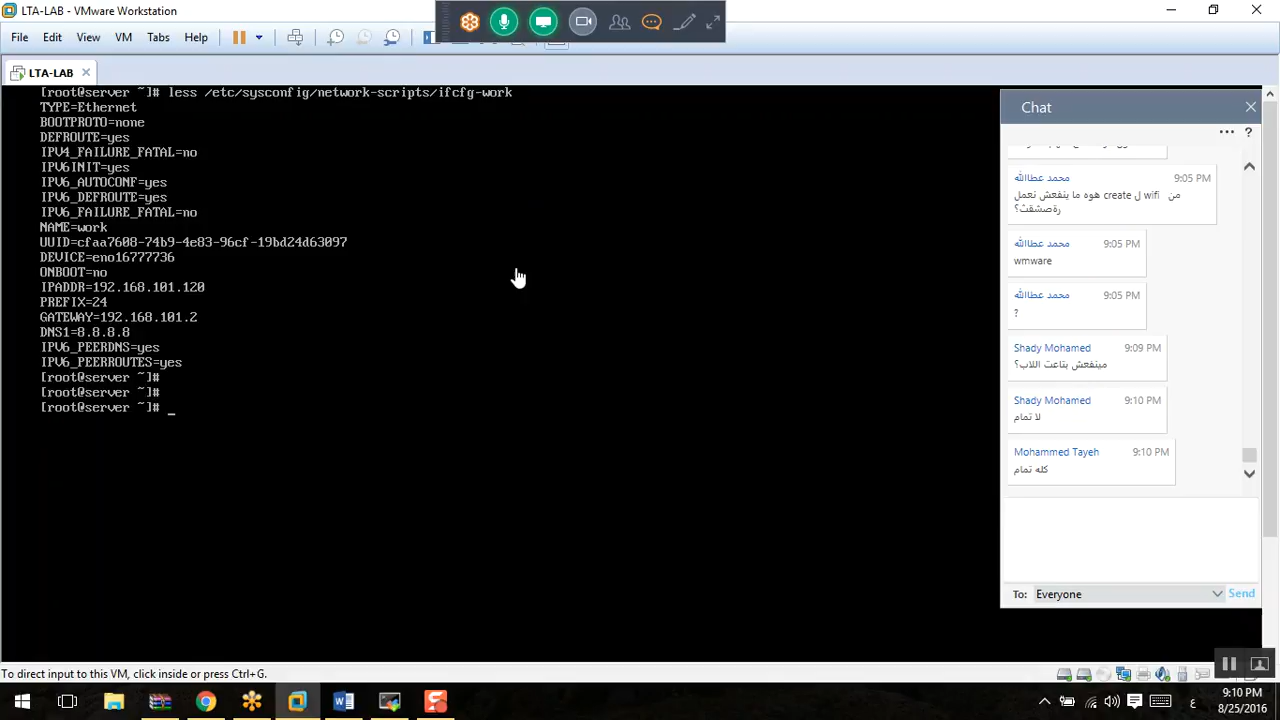 LTA-LAB - VMware Workstation
File Edit View VM Tabs Help
LTA-LAB
[root@server ~]# less /etc/sysconfig/network-scripts/ifcfg-work
TYPE=Ethernet
BOOTPROTO=none
DEFROUTE=yes
IPV4_FAILURE_FATAL=no
IPV6INIT=yes
IPV6_AUTOCONF=yes
IPV6_DEFROUTE=yes
IPV6_FAILURE_FATAL=no
NAME=work
UUID=cfaa7608-74b9-4e83-96cf-19bd24d63097
DEVICE=eno16777736
ONBOOT=no
IPADDR=192.168.101.120
PREFIX=24
GATEWAY=192.168.101.2
DNS1=8.8.8.8
IPV6_PEERDNS=yes
IPV6_PEERROUTES=yes
[root@server ~]#
[root@server ~]#
[root@server ~]# _
Chat
محمد عطاالله 9:05 PM
هوه ما ينفعش تعمل create ل wifi من
رةصشقث؟
محمد عطاالله 9:05 PM
wmware
محمد عطاالله 9:05 PM
?
Shady Mohamed 9:09 PM
مينفعش بتاعت اللاب؟
Shady Mohamed 9:10 PM
لا تمام
Mohammed Tayeh 9:10 PM
كله تمام
To: Everyone Send
To direct input to this VM, click inside or press Ctrl+G.
ع 9:10 PM
8/25/2016